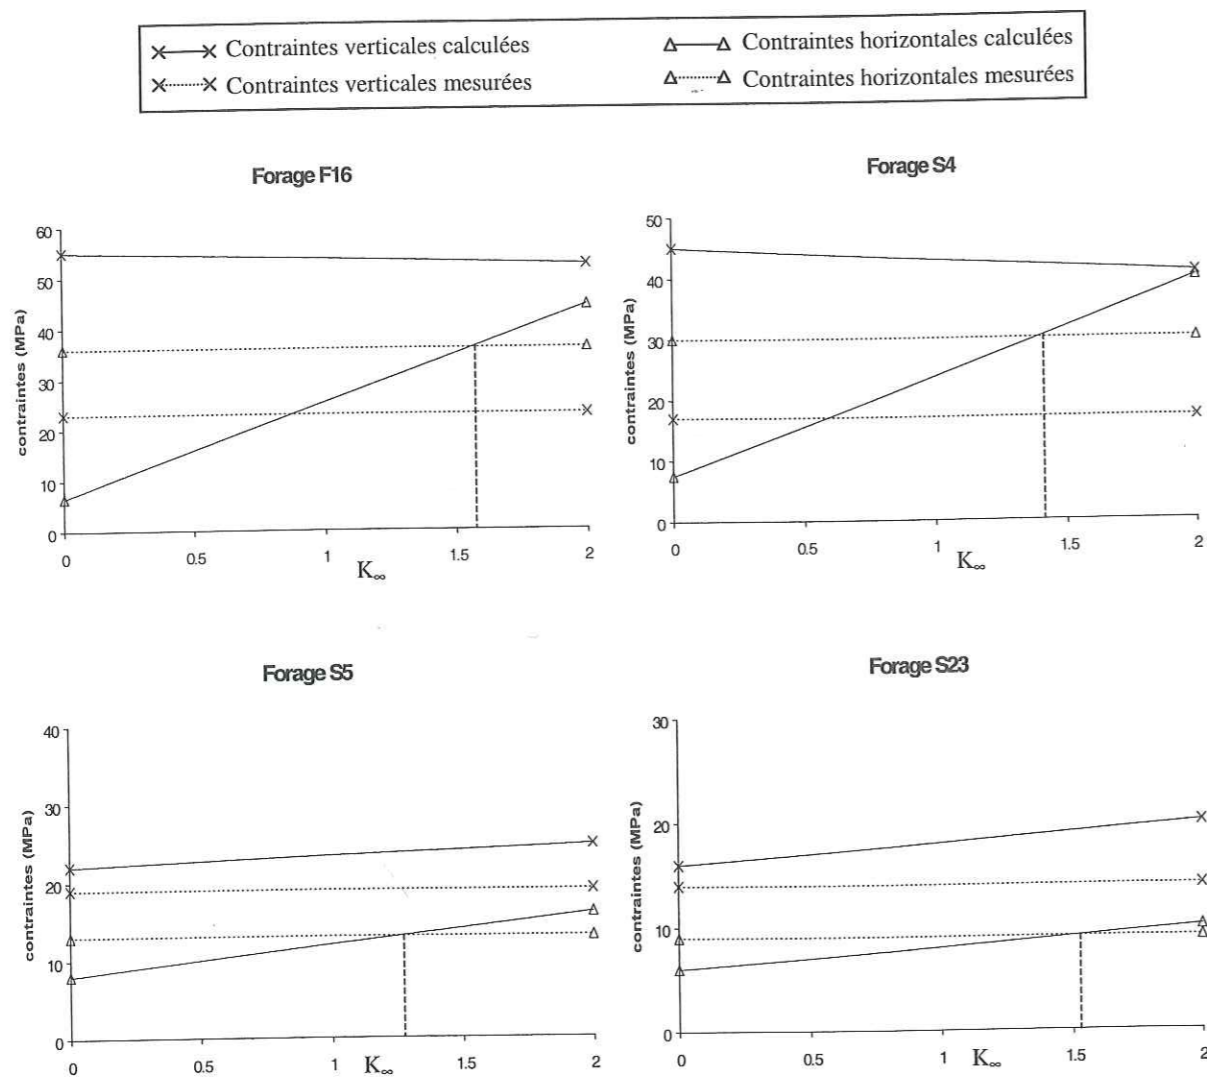 Contraintes verticales calculées
Contraintes horizontales calculées
Contraintes verticales mesurées
Contraintes horizontales mesurées
Forage F16
contraintes (MPa)
60
50
40
30
20
10
0
0 0.5 1 1.5 2
K∞
Forage S4
contraintes (MPa)
50
40
30
20
10
0
0 0.5 1 1.5 2
K∞
Forage S5
contraintes (MPa)
40
30
20
10
0
0 0.5 1 1.5 2
K∞
Forage S23
contraintes (MPa)
30
20
10
0
0 0.5 1 1.5 2
K∞